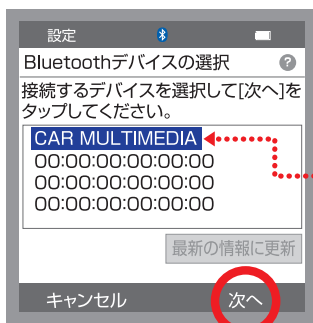 設定
Bluetoothデバイスの選択 ?
接続するデバイスを選択して[次へ]を
タップしてください。
CAR MULTIMEDIA
00:00:00:00:00:00
00:00:00:00:00:00
00:00:00:00:00:00
最新の情報に更新
キャンセル 次へ